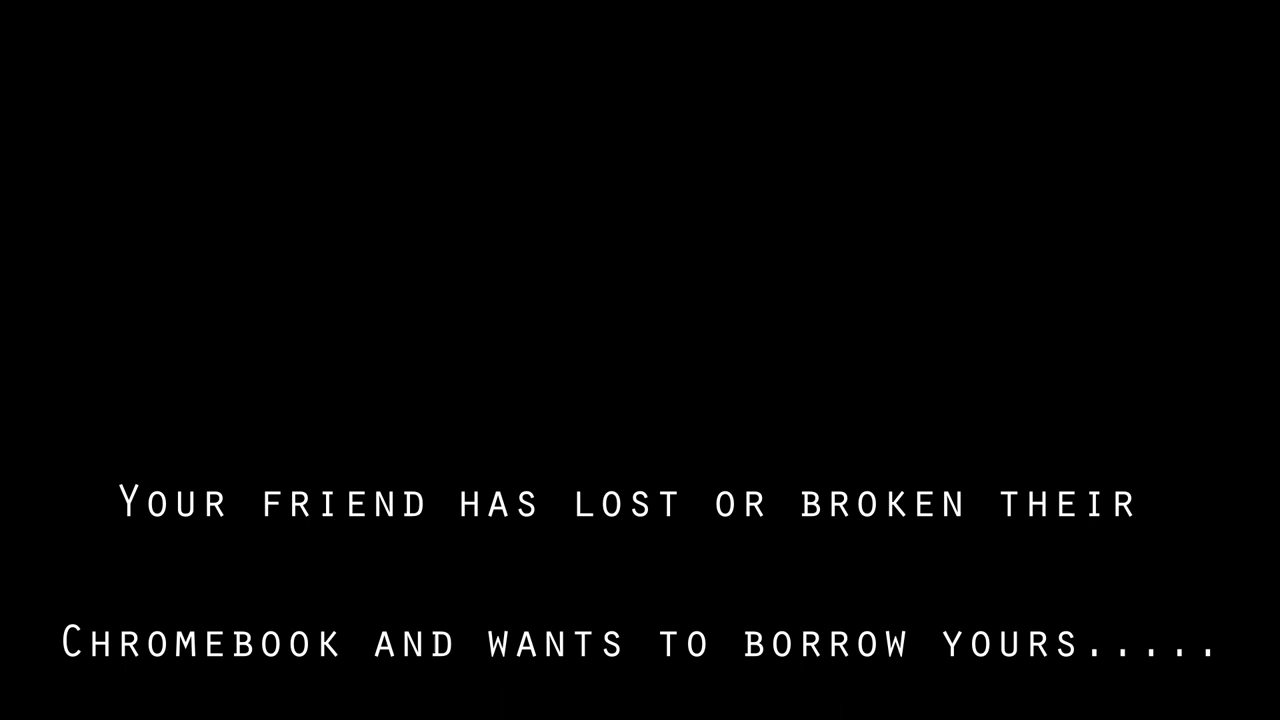 Your friend has lost or broken their
Chromebook and wants to borrow yours.....